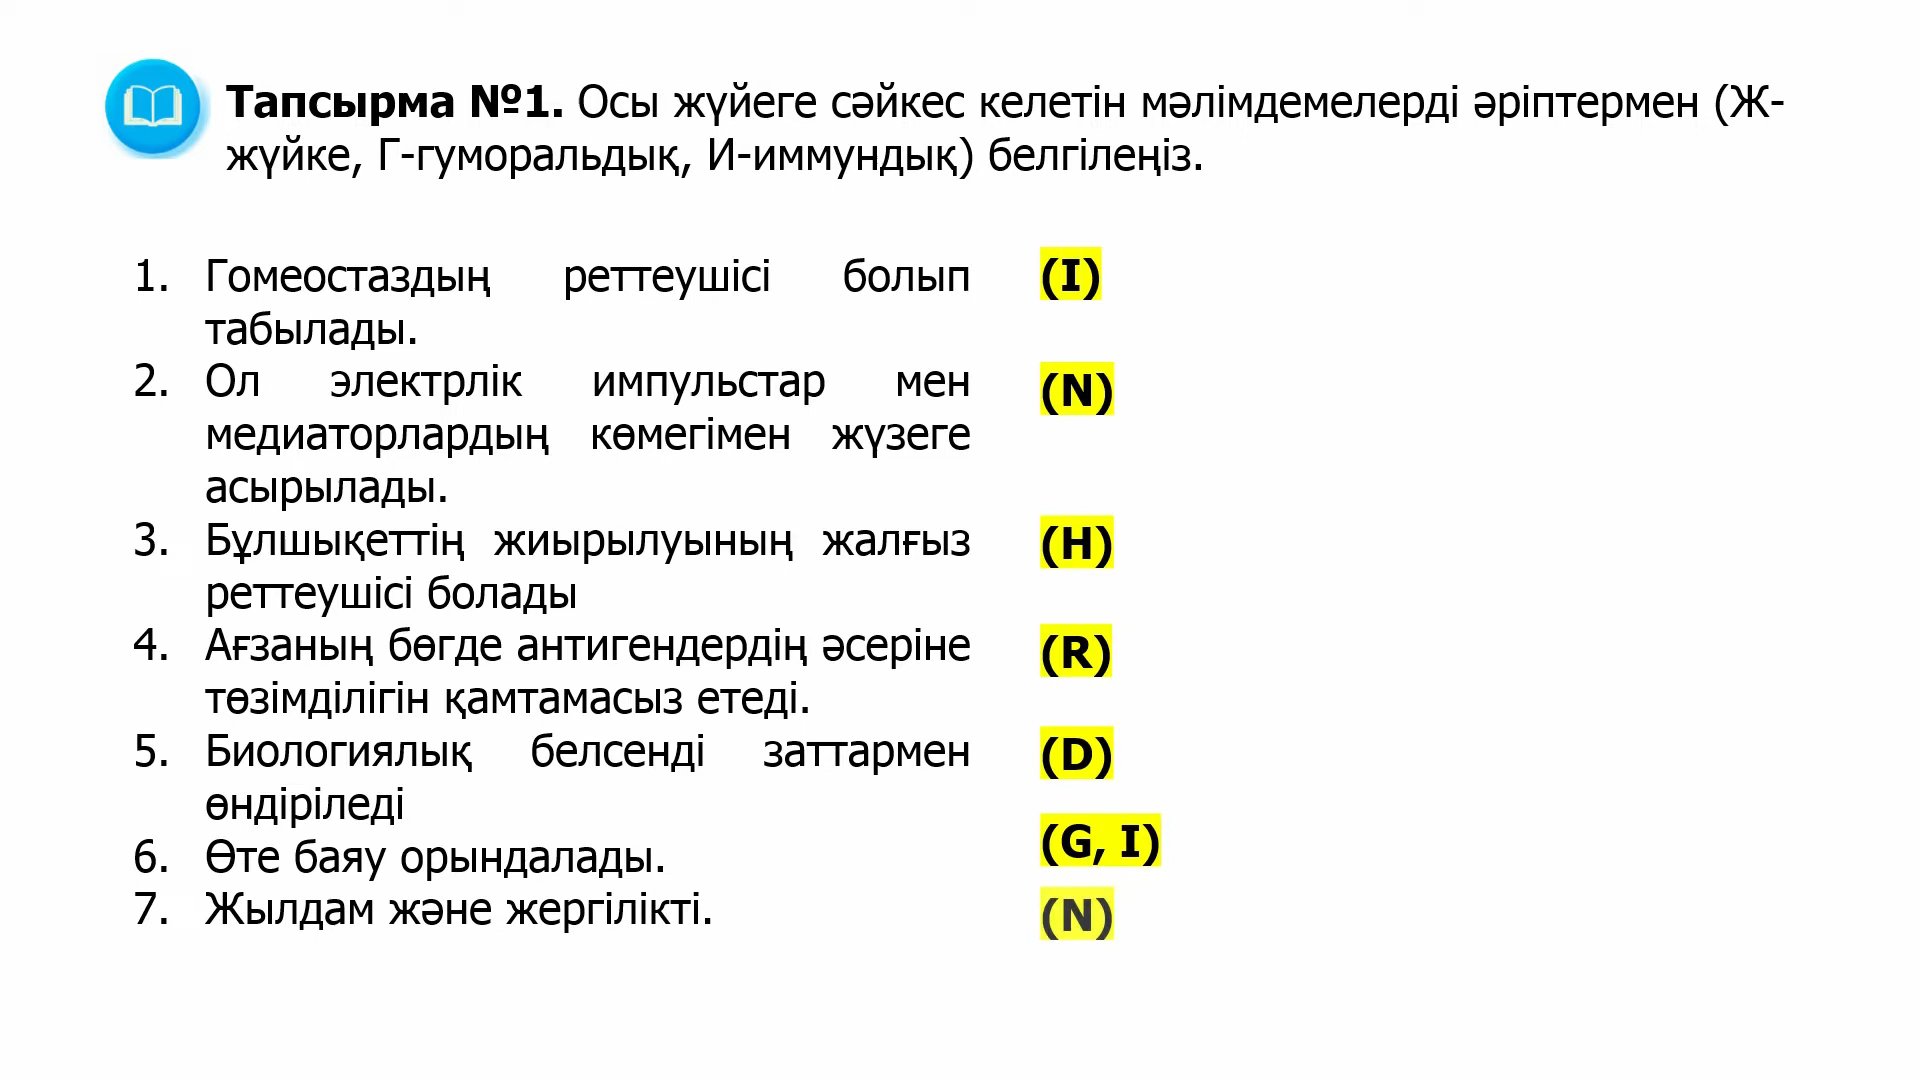 Тапсырма №1. Осы жүйеге сәйкес келетін мәлімдемелерді әріптермен (Ж-
жүйке, Г-гуморальдық, И-иммундық) белгілеңіз.
1. Гомеостаздың реттеушісі болып (I)
табылады.
2. Ол электрлік импульстар мен (N)
медиаторлардың көмегімен жүзеге
асырылады.
3. Бұлшықеттің жиырылуының жалғыз (H)
реттеушісі болады
4. Ағзаның бөгде антигендердің әсеріне (R)
төзімділігін қамтамасыз етеді.
5. Биологиялық белсенді заттармен (D)
өндіріледі
6. Өте баяу орындалады. (G, I)
7. Жылдам және жергілікті. (N)